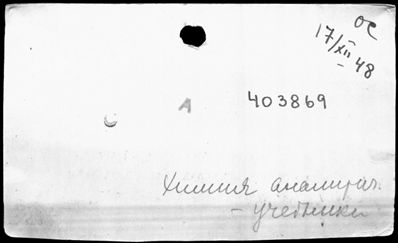 ОС
17/XII 48
А
403869
Химия аналитич.
- учебники